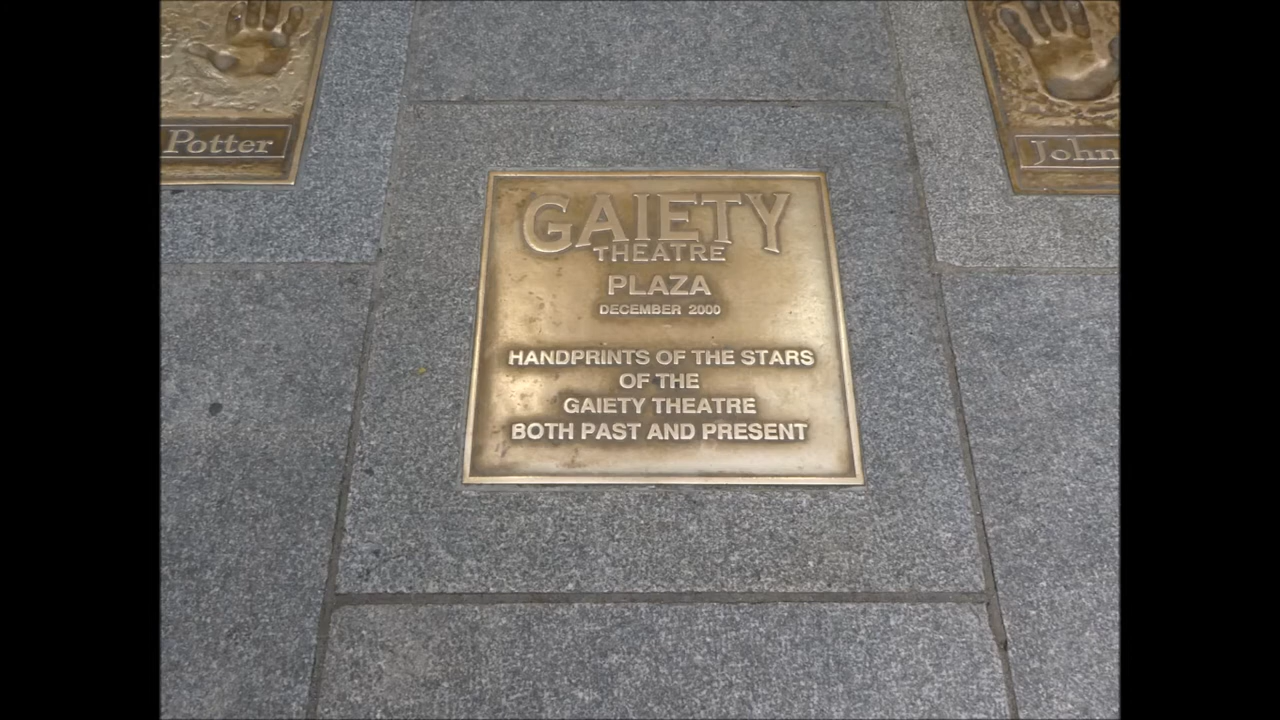 Potter
John
GAIETY
THEATRE
PLAZA
DECEMBER 2000
HANDPRINTS OF THE STARS
OF THE
GAIETY THEATRE
BOTH PAST AND PRESENT